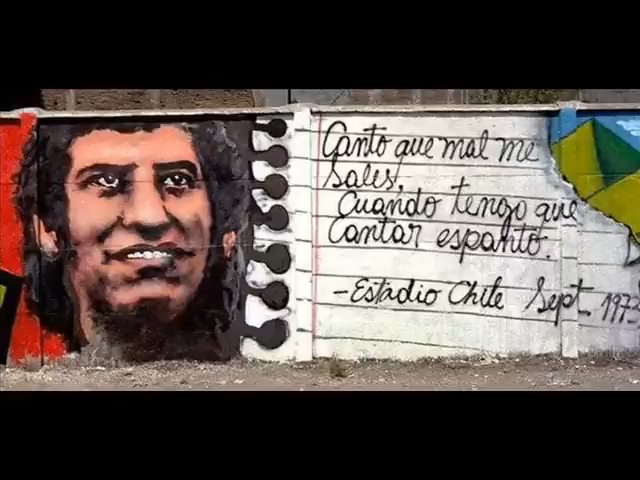 Canto que mal me
sales,
Cuando tengo que
Cantar espanto.
-Estadio Chile Sept. 1973